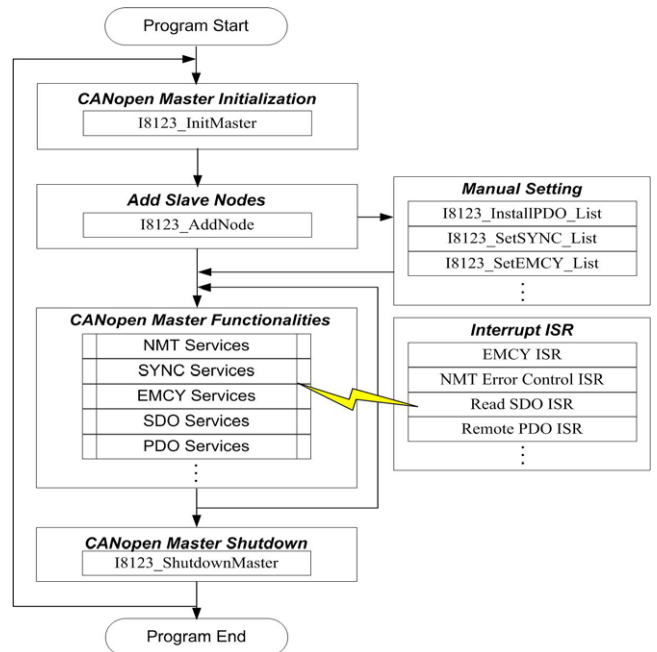 Program Start
CANopen Master Initialization
I8123_InitMaster
Add Slave Nodes
I8123_AddNode
Manual Setting
I8123_InstallPDO_List
I8123_SetSYNC_List
I8123_SetEMCY_List
CANopen Master Functionalities
NMT Services
SYNC Services
EMCY Services
SDO Services
PDO Services
Interrupt ISR
EMCY ISR
NMT Error Control ISR
Read SDO ISR
Remote PDO ISR
CANopen Master Shutdown
I8123_ShutdownMaster
Program End